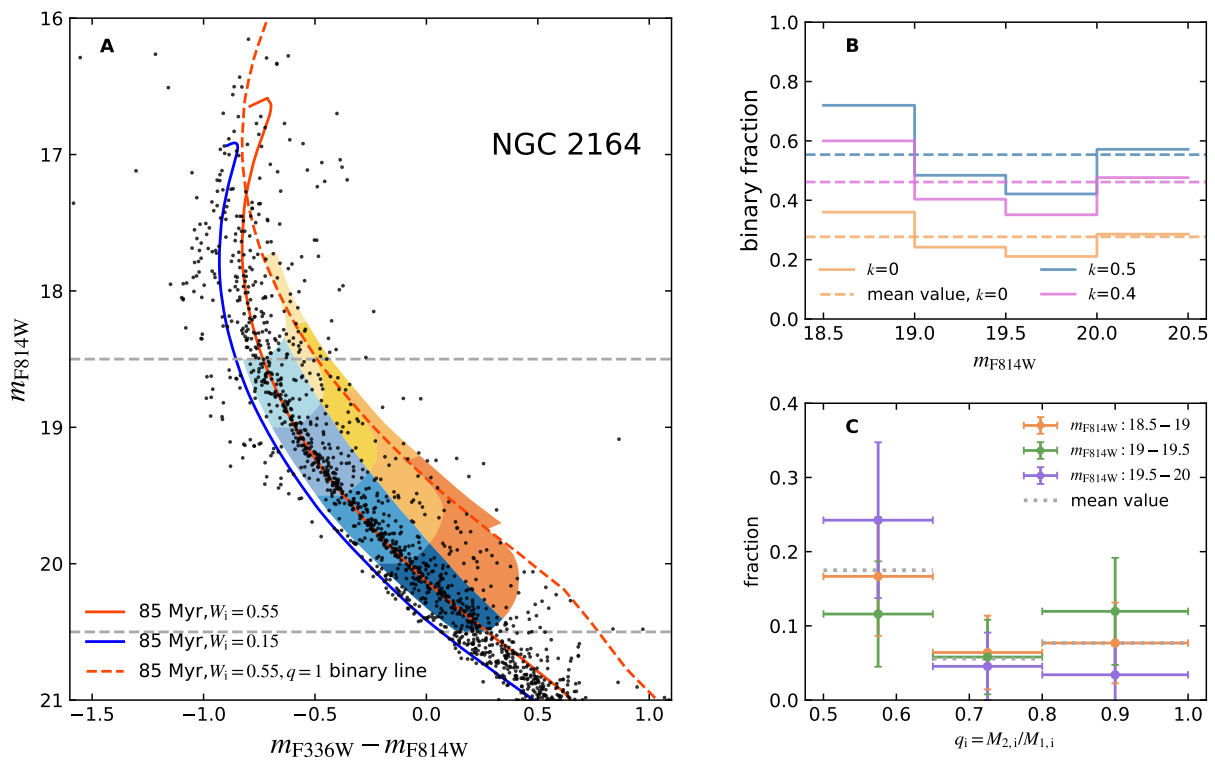 A
NGC 2164
16
17
18
19
20
21
m_F814W
85 Myr, W_i = 0.55
85 Myr, W_i = 0.15
85 Myr, W_i = 0.55, q = 1 binary line
−1.5 −1.0 −0.5 0.0 0.5 1.0
m_F336W − m_F814W
B
1.0
0.8
0.6
0.4
0.2
0.0
binary fraction
k=0 k=0.5
mean value, k=0 k=0.4
18.5 19.0 19.5 20.0 20.5
m_F814W
C
0.4
0.3
0.2
0.1
0.0
fraction
m_F814W : 18.5 − 19
m_F814W : 19 − 19.5
m_F814W : 19.5 − 20
mean value
0.5 0.6 0.7 0.8 0.9 1.0
q_i = M_2, i/M_1, i